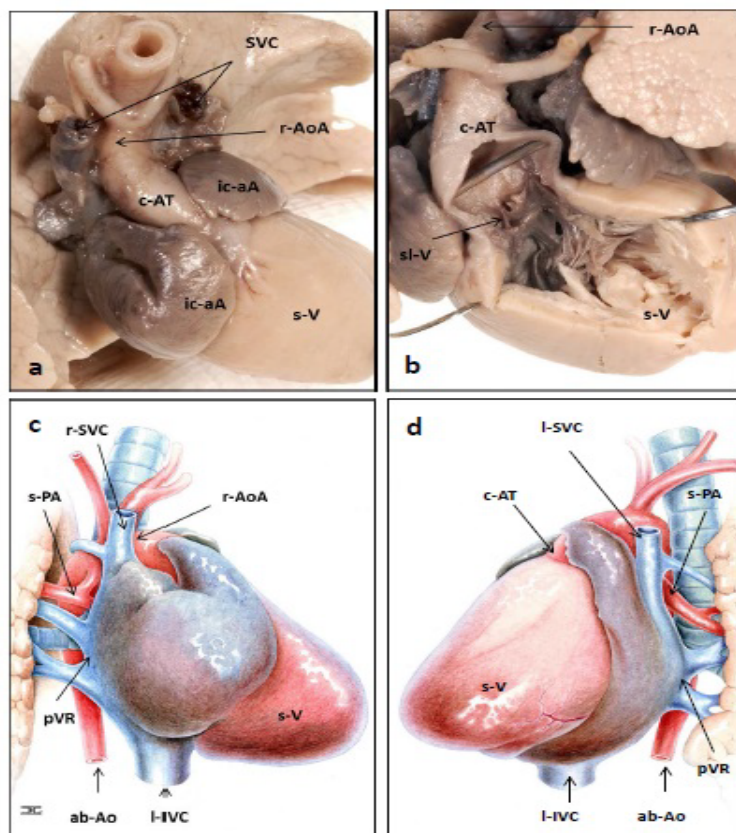 SVC
r-AoA
c-AT
ic-aA
ic-aA
s-V
a
r-AoA
c-AT
sl-V
s-V
b
c
r-SVC
s-PA
r-AoA
s-V
pVR
ab-Ao
l-IVC
d
l-SVC
c-AT
s-PA
s-V
pVR
l-IVC
ab-Ao